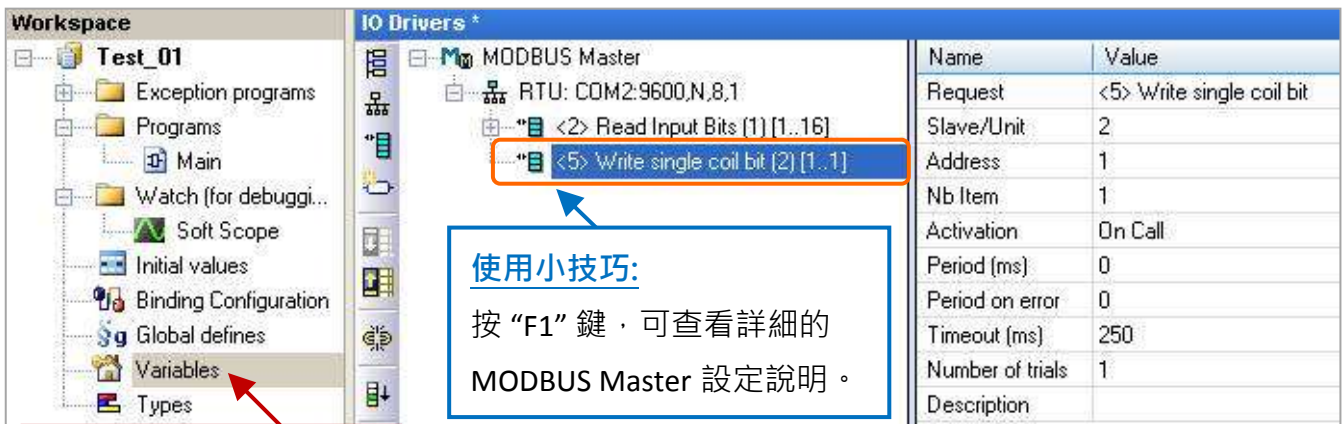 Workspace
Test_01
Exception programs
Programs
Main
Watch (for debuggi...
Soft Scope
Initial values
Binding Configuration
Global defines
Variables
Types
IO Drivers *
MODBUS Master
RTU: COM2:9600,N,8,1
<2> Read Input Bits (1) [1..16]
<5> Write single coil bit (2) [1..1]
使用小技巧:
按 “F1” 鍵，可查看詳細的
MODBUS Master 設定說明。
Name Value
Request <5> Write single coil bit
Slave/Unit 2
Address 1
Nb Item 1
Activation On Call
Period (ms) 0
Period on error 0
Timeout (ms) 250
Number of trials 1
Description